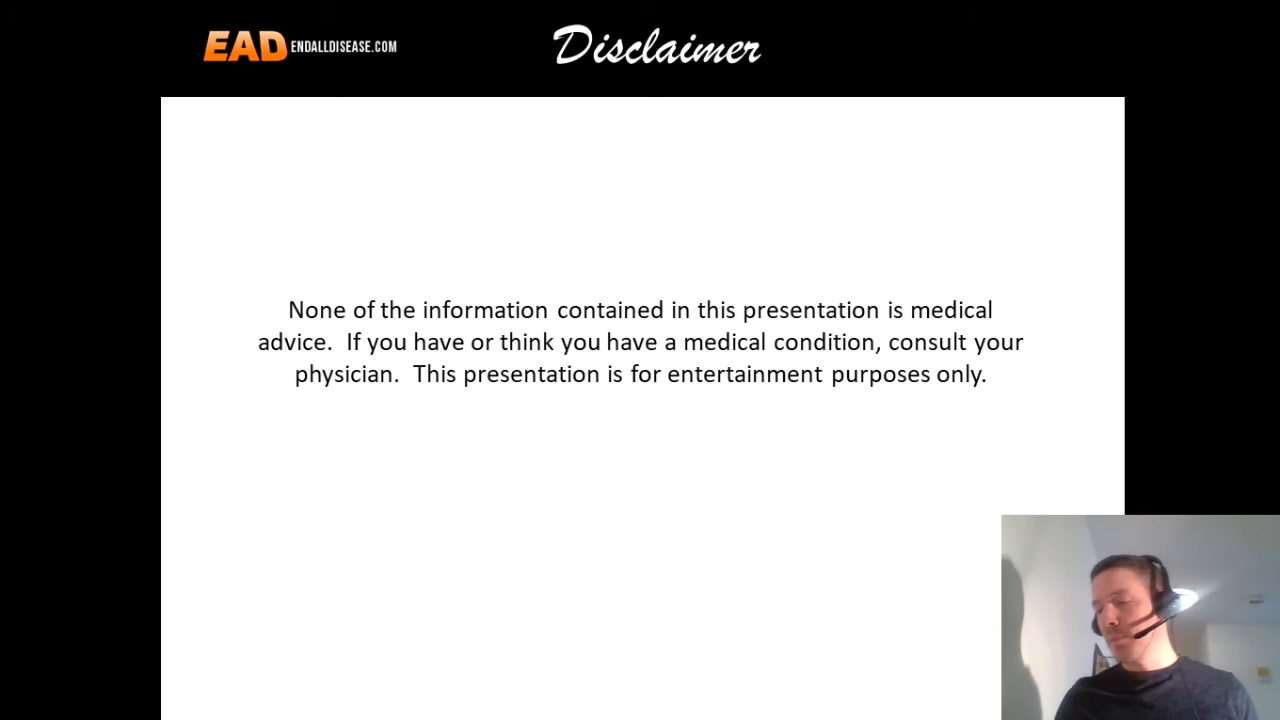 EAD ENDALLDISEASE.COM
Disclaimer
None of the information contained in this presentation is medical
advice.  If you have or think you have a medical condition, consult your
physician.  This presentation is for entertainment purposes only.